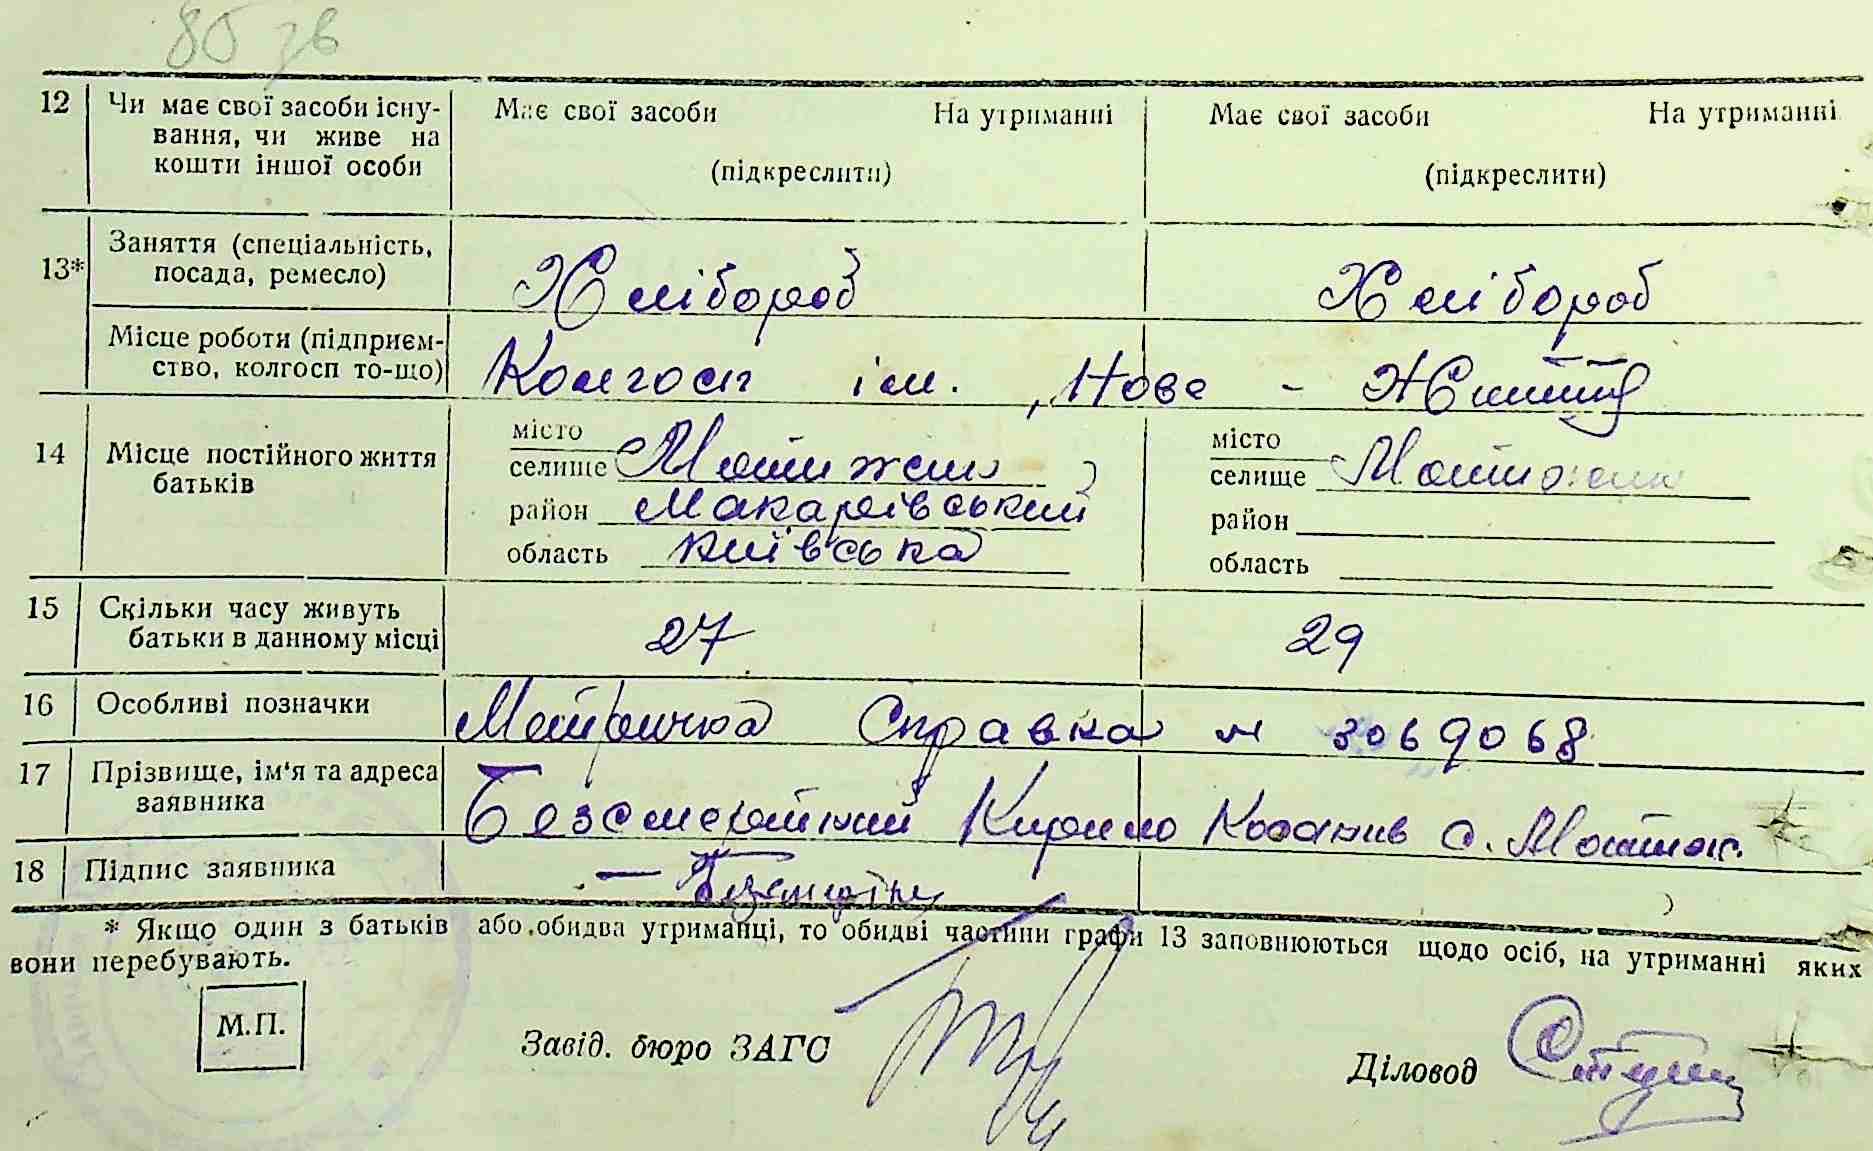 80 зв
12 Чи має свої засоби існу- Має свої засоби На утриманні Має свої засоби На утриманні
вання, чи живе на
кошти іншої особи (підкреслити) (підкреслити)
13* Заняття (спеціальність,
посада, ремесло) Хлібороб Хлібороб
Місце роботи (підприєм-
ство, колгосп то-що) Колгосп ім. „Нове - Життя
14 Місце постійного життя місто місто
батьків селище Мотижин селище Мотижин
район Макарівський район
область Київська область
15 Скільки часу живуть
батьки в данному місці 27 29
16 Особливі позначки Метрична Справка № 3069068
17 Прізвище, ім'я та адреса
заявника Безсмертний Кирило с. Мотиж.
18 Підпис заявника
* Якщо один з батьків або обидва утриманці, то обидві частини графи 13 заповнюються щодо осіб, на утриманні яких
вони перебувають.
М.П.
Завід. бюро ЗАГС
Діловод